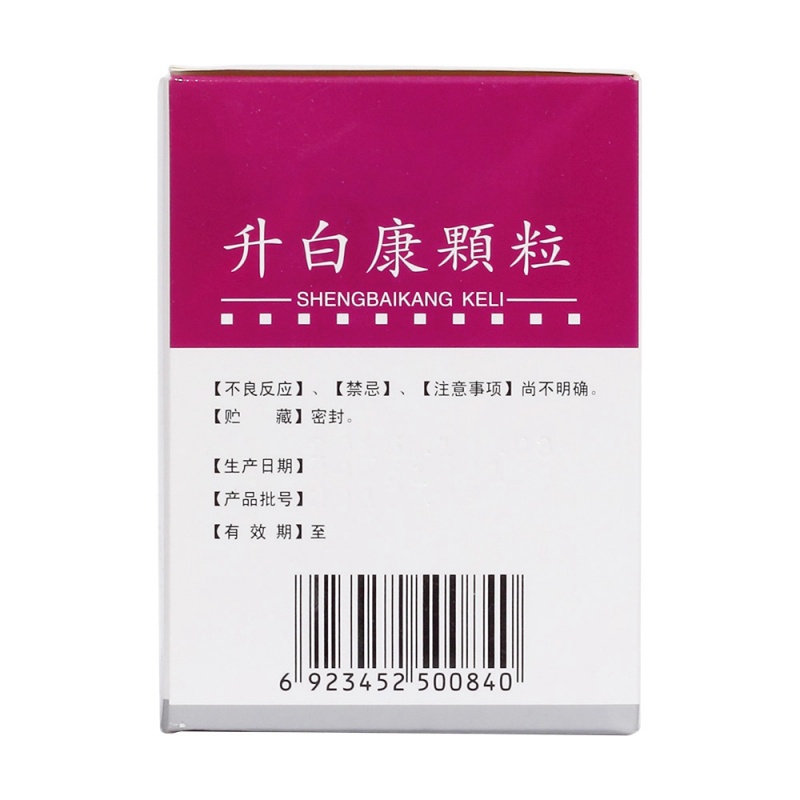 升白康顆粒
SHENGBAIKANG KELI
【不良反应】、【禁忌】、【注意事项】尚不明确。
【贮　　藏】密封。
【生产日期】
【产品批号】
【有 效 期】至
6 923452 500840